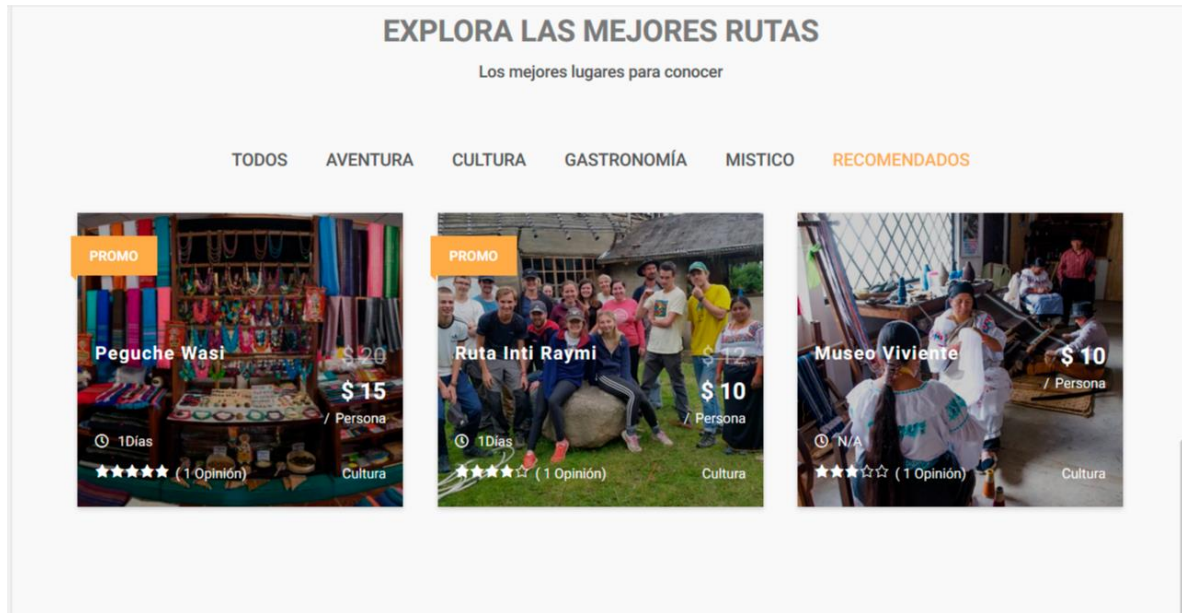 EXPLORA LAS MEJORES RUTAS
Los mejores lugares para conocer
TODOS AVENTURA CULTURA GASTRONOMÍA MISTICO RECOMENDADOS
PROMO
Peguche Wasi
$ 20
$ 15
/ Persona
1Días
( 1 Opinión)
Cultura
PROMO
Ruta Inti Raymi
$ 12
$ 10
/ Persona
1Días
( 1 Opinión)
Cultura
Museo Viviente
$ 10
/ Persona
N/A
( 1 Opinión)
Cultura